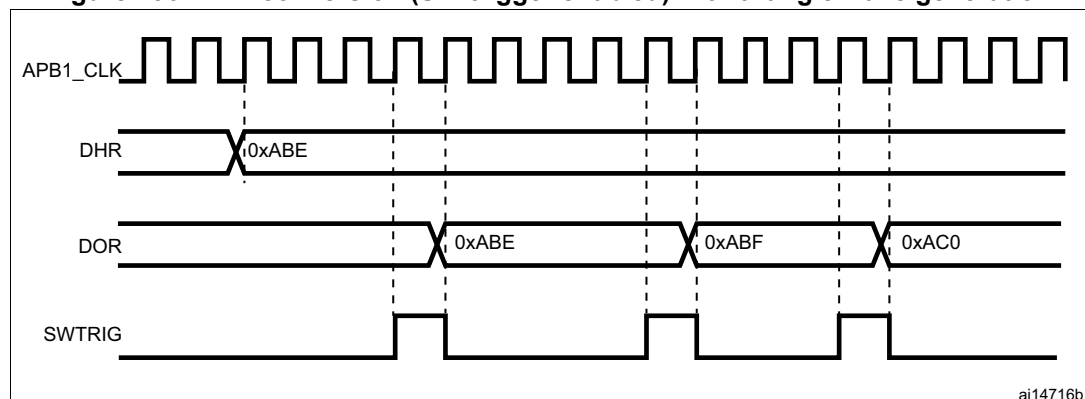 APB1_CLK
DHR
0xABE
DOR
0xABE
0xABF
0xAC0
SWTRIG
ai14716b